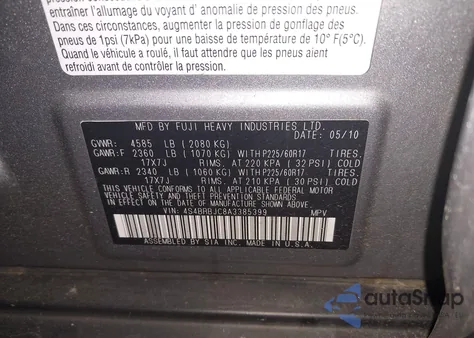 pression
entraîner l'allumage du voyant d' anomalie de pression des pneus.
Dans ces circonstances, augmenter la pression de gonflage
des pneus de 1psi (7kPa) pour une baisse de température de 10° F(5°C).
Quand le véhicule a roulé, il faut attendre que les pneus aient
refroidi avant de contrôler la pression.
MFD BY FUJI HEAVY INDUSTRIES LTD.
DATE: 05/10
GVWR: 4585 LB (2080 KG)
GAWR:F 2360 LB (1070 KG) WITH P225/60R17 TIRES,
17X7J RIMS, AT 220 KPA (32 PSI) COLD
GAWR:R 2340 LB (1060 KG) WITH P225/60R17 TIRES,
17X7J RIMS, AT 210 KPA (30 PSI) COLD
THIS VEHICLE CONFORMS TO ALL APPLICABLE FEDERAL MOTOR
VEHICLE SAFETY, BUMPER, AND THEFT PREVENTION STANDARDS
IN EFFECT ON THE DATE OF MANUFACTURE SHOWN ABOVE.
VIN: 4S4BRBJC8A3385399 MPV
ASSEMBLED BY SIA INC. MADE IN U.S.A.
autaSnap